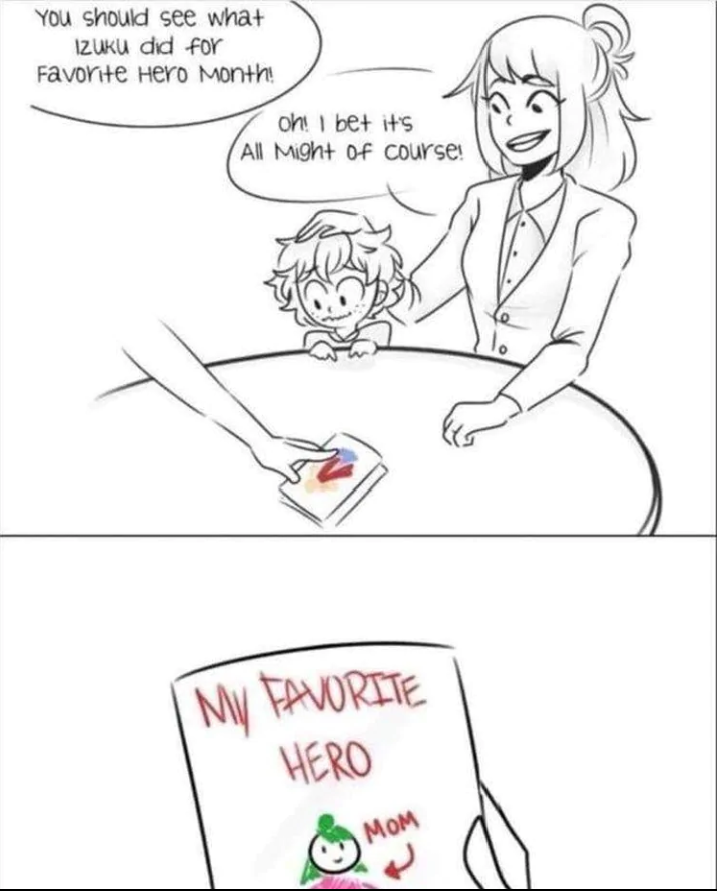 You should see what
Izuku did for
Favorite Hero Month!
Oh! I bet it's
All Might of course!
MY FAVORITE
HERO
MOM